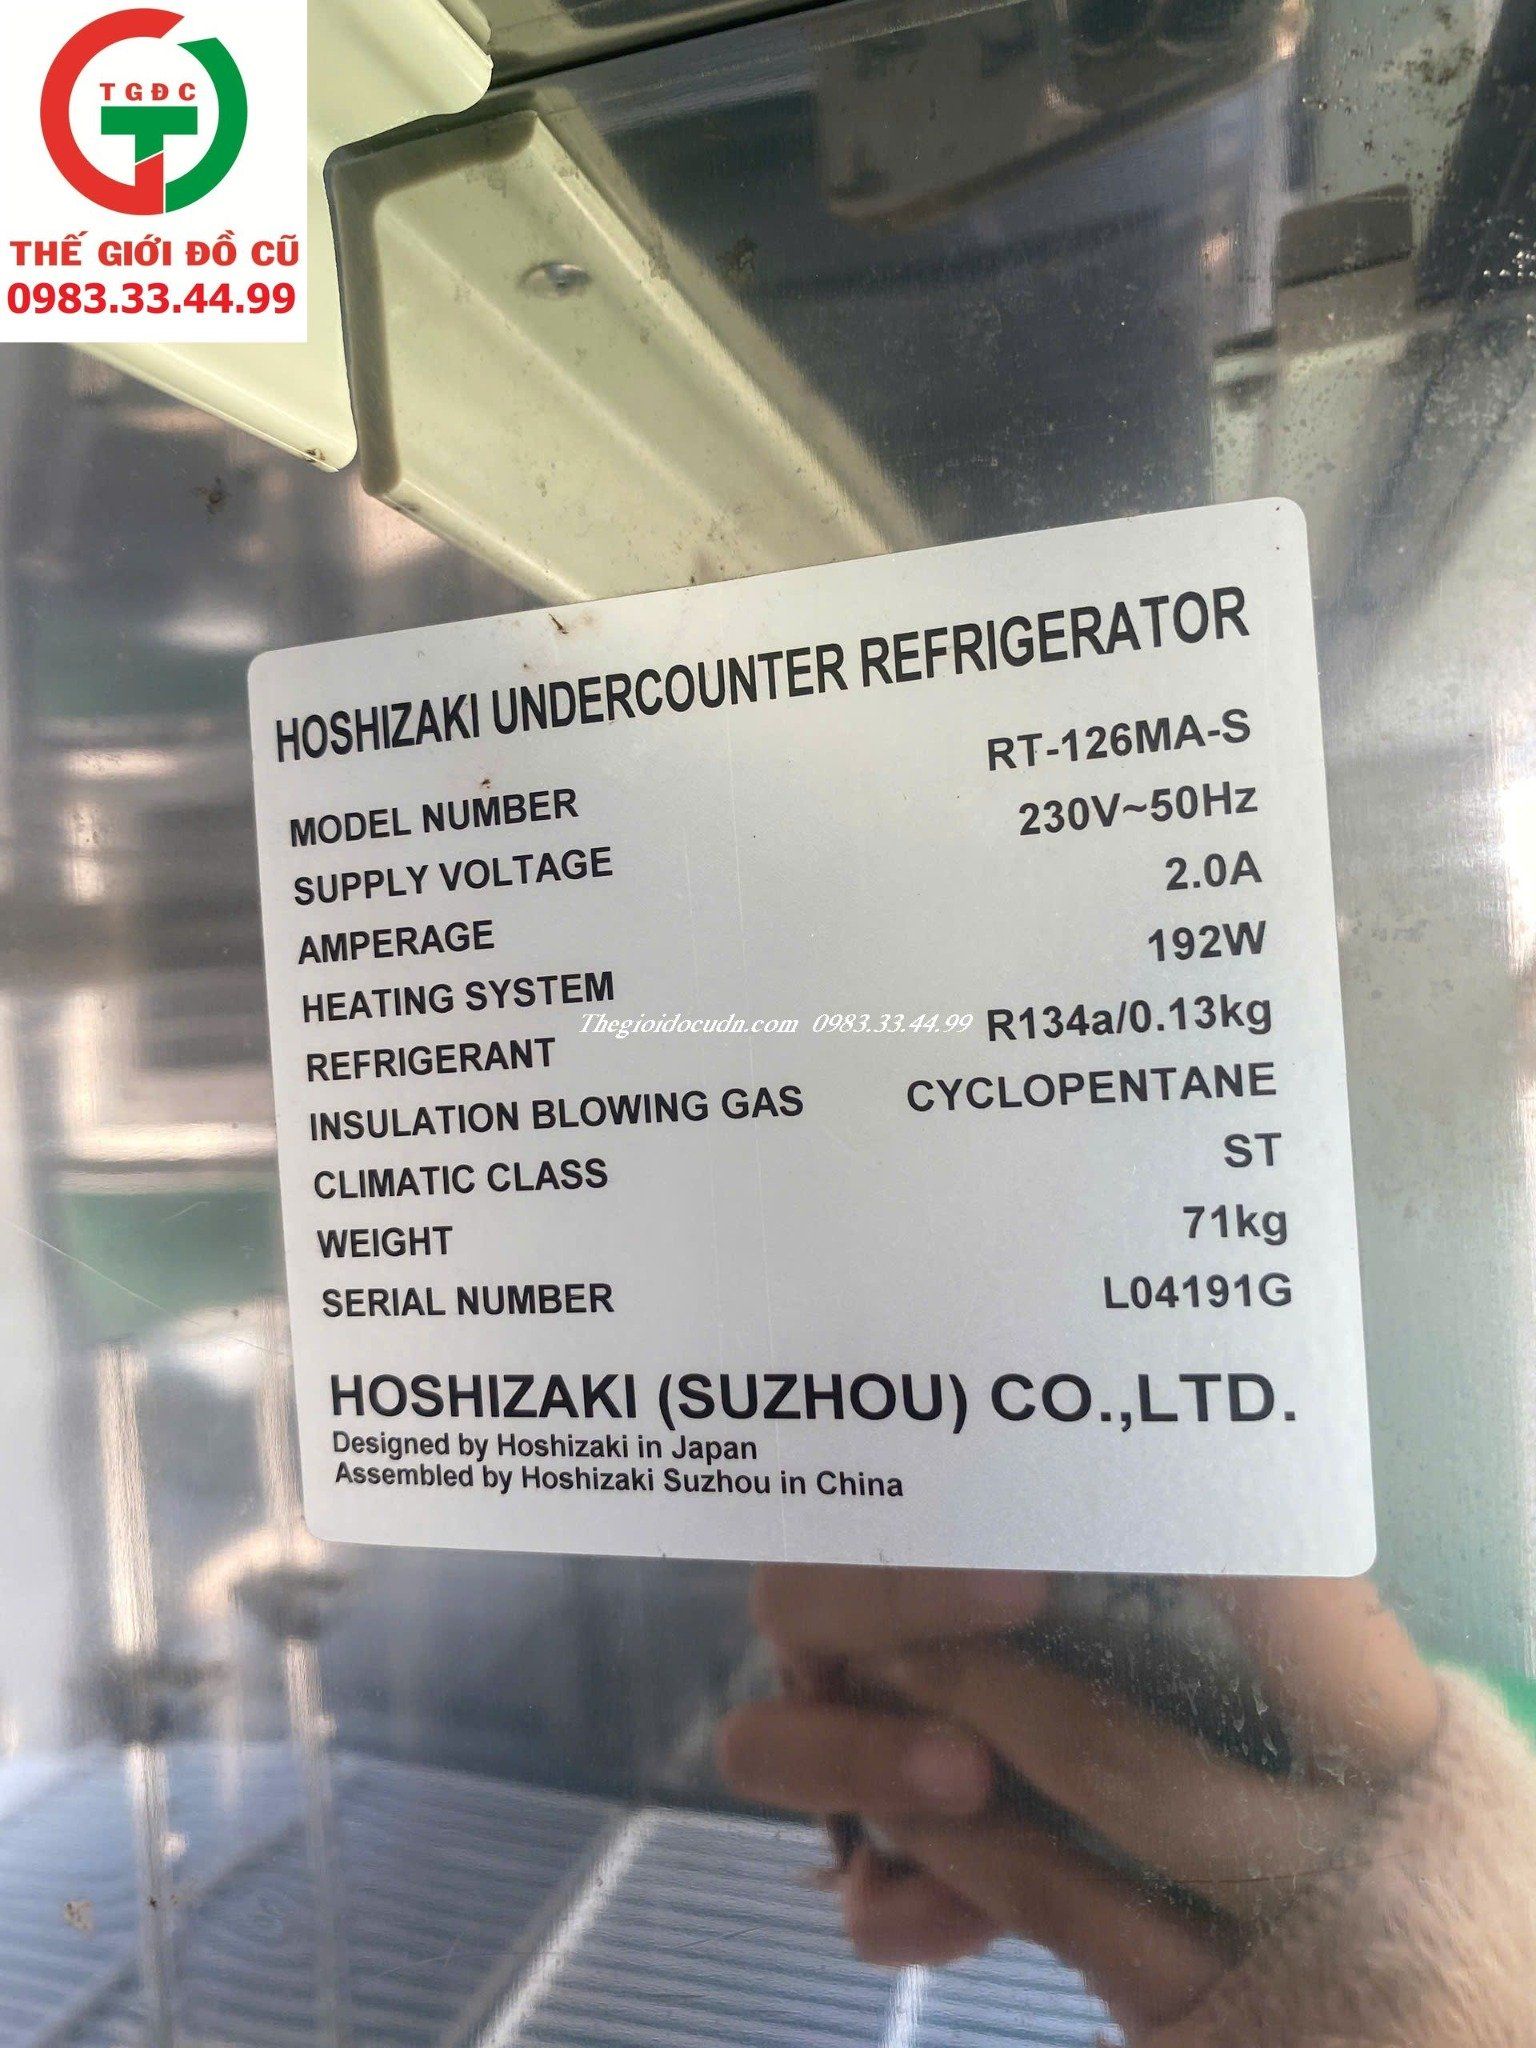 TGĐC
THẾ GIỚI ĐỒ CŨ
0983.33.44.99
HOSHIZAKI UNDERCOUNTER REFRIGERATOR
MODEL NUMBER RT-126MA-S
SUPPLY VOLTAGE 230V~50Hz
AMPERAGE 2.0A
HEATING SYSTEM 192W
Thegioidocudn.com 0983.33.44.99
REFRIGERANT R134a/0.13kg
INSULATION BLOWING GAS CYCLOPENTANE
CLIMATIC CLASS ST
WEIGHT 71kg
SERIAL NUMBER L04191G
HOSHIZAKI (SUZHOU) CO.,LTD.
Designed by Hoshizaki in Japan
Assembled by Hoshizaki Suzhou in China